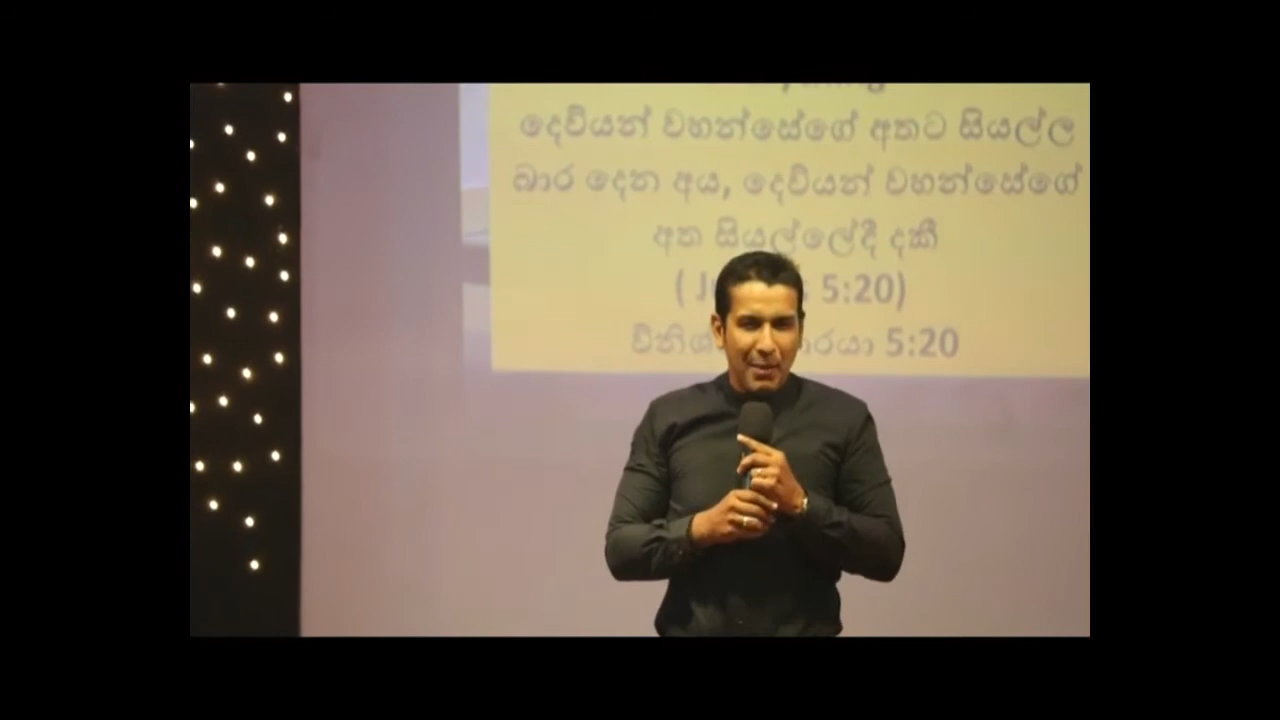 දෙවියන් වහන්සේගේ අතට සියල්ල
බාර දෙන අය, දෙවියන් වහන්සේගේ
අත සියල්ලේදී දකී
( 5:20)
5:20